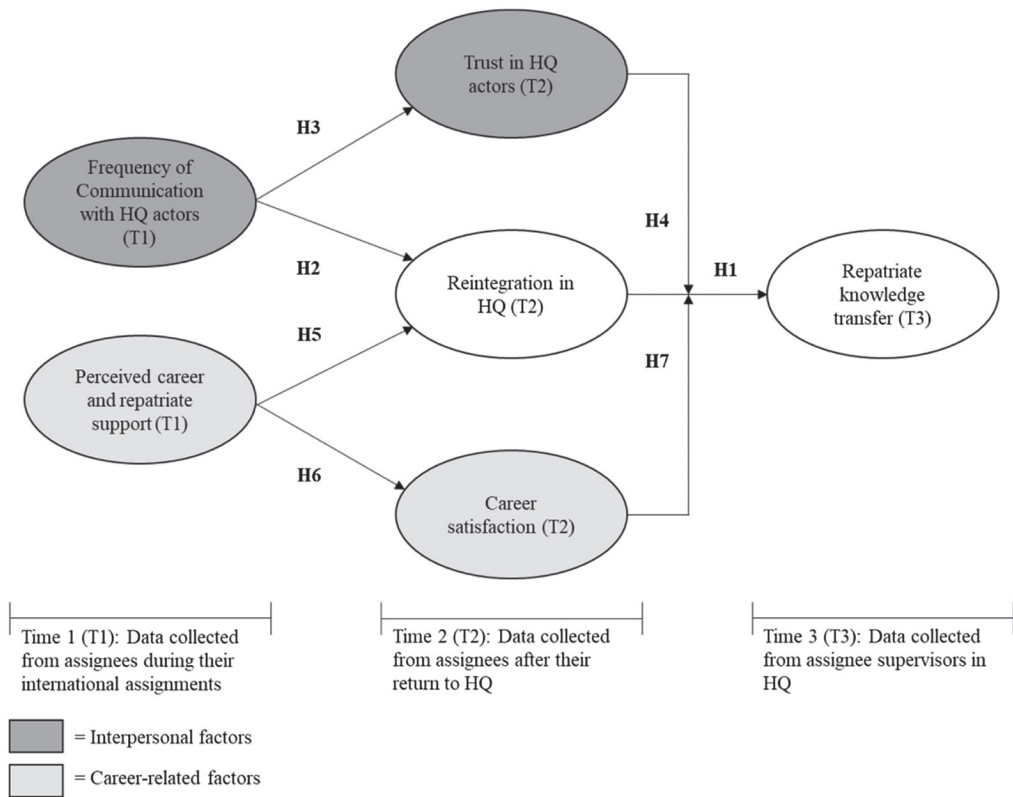 Trust in HQ
actors (T2)
H3
Frequency of
Communication
with HQ actors
(T1)
H4
H2
H1
Reintegration in
HQ (T2)
Repatriate
knowledge
transfer (T3)
H5
H7
Perceived career
and repatriate
support (T1)
H6
Career
satisfaction (T2)
Time 1 (T1): Data collected
from assignees during their
international assignments
Time 2 (T2): Data collected
from assignees after their
return to HQ
Time 3 (T3): Data collected
from assignee supervisors in
HQ
= Interpersonal factors
= Career-related factors